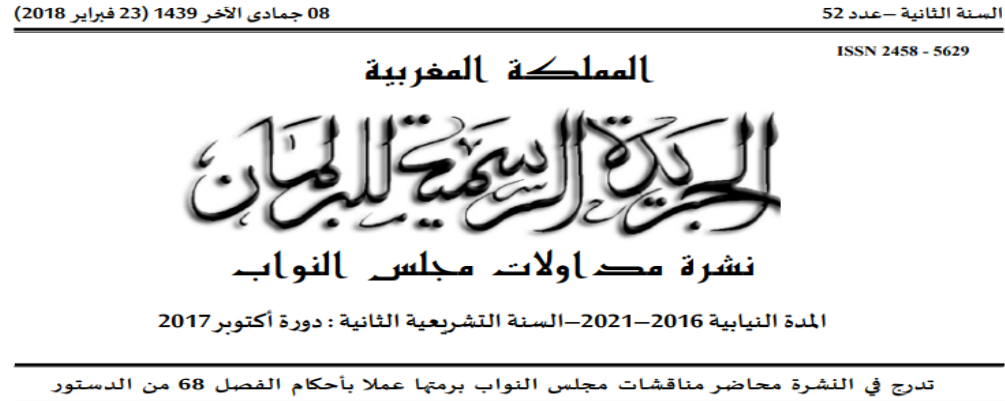 السنة الثانية –عدد 52
08 جمادى الآخر 1439 (23 فبراير 2018)
ISSN 2458 - 5629
المملكة المغربية
الجريدة الرسمية للبرلمان
نشرة مداولات مجلس النواب
المدة النيابية 2016–2021–السنة التشريعية الثانية : دورة أكتوبر 2017
تدرج في النشرة محاضر مناقشات مجلس النواب برمتها عملا بأحكام الفصل 68 من الدستور